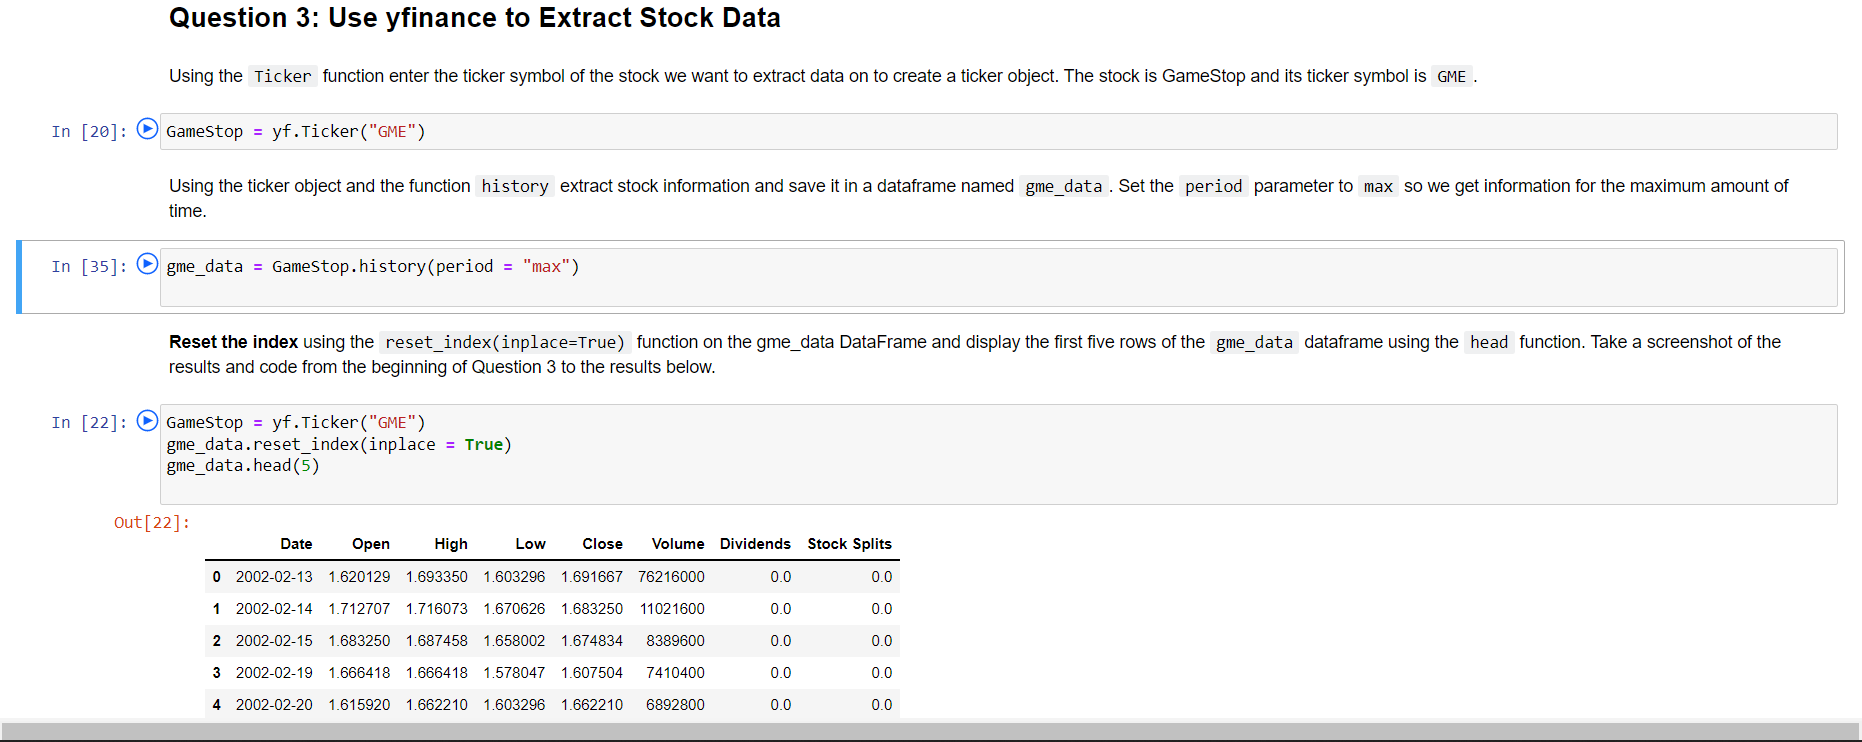 Question 3: Use yfinance to Extract Stock Data
Using the Ticker function enter the ticker symbol of the stock we want to extract data on to create a ticker object. The stock is GameStop and its ticker symbol is GME .
In [20]: GameStop = yf.Ticker("GME")
Using the ticker object and the function history extract stock information and save it in a dataframe named gme_data . Set the period parameter to max so we get information for the maximum amount of
time.
In [35]: gme_data = GameStop.history(period = "max")
Reset the index using the reset_index(inplace=True) function on the gme_data DataFrame and display the first five rows of the gme_data dataframe using the head function. Take a screenshot of the
results and code from the beginning of Question 3 to the results below.
In [22]: GameStop = yf.Ticker("GME")
gme_data.reset_index(inplace = True)
gme_data.head(5)
Out[22]:
Date Open High Low Close Volume Dividends Stock Splits
0 2002-02-13 1.620129 1.693350 1.603296 1.691667 76216000 0.0 0.0
1 2002-02-14 1.712707 1.716073 1.670626 1.683250 11021600 0.0 0.0
2 2002-02-15 1.683250 1.687458 1.658002 1.674834 8389600 0.0 0.0
3 2002-02-19 1.666418 1.666418 1.578047 1.607504 7410400 0.0 0.0
4 2002-02-20 1.615920 1.662210 1.603296 1.662210 6892800 0.0 0.0